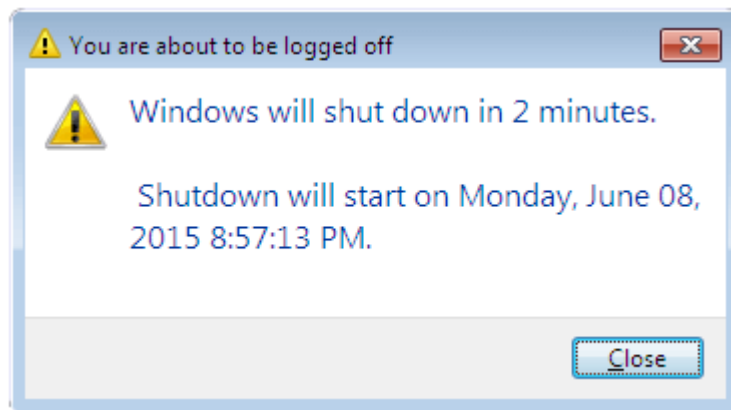 You are about to be logged off
Windows will shut down in 2 minutes.
Shutdown will start on Monday, June 08,
2015 8:57:13 PM.
Close